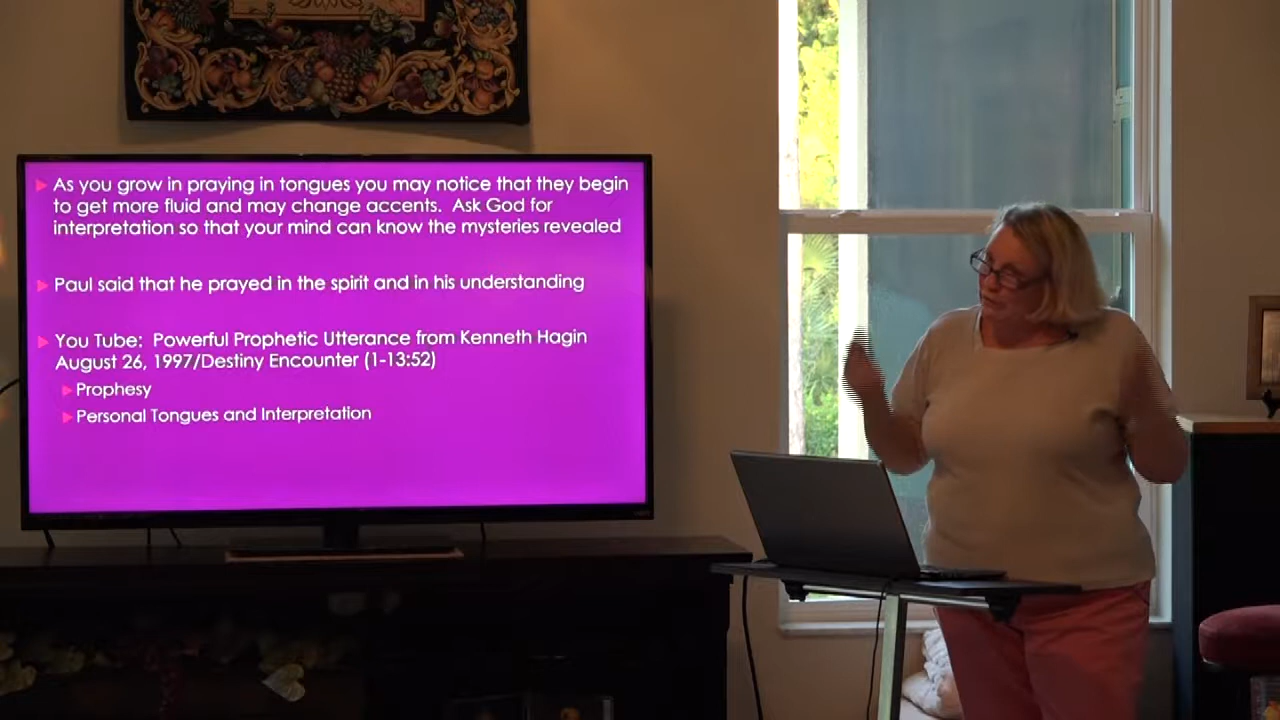 As you grow in praying in tongues you may notice that they begin
to get more fluid and may change accents. Ask God for
interpretation so that your mind can know the mysteries revealed
Paul said that he prayed in the spirit and in his understanding
You Tube: Powerful Prophetic Utterance from Kenneth Hagin
August 26, 1997/Destiny Encounter (1-13:52)
Prophesy
Personal Tongues and Interpretation